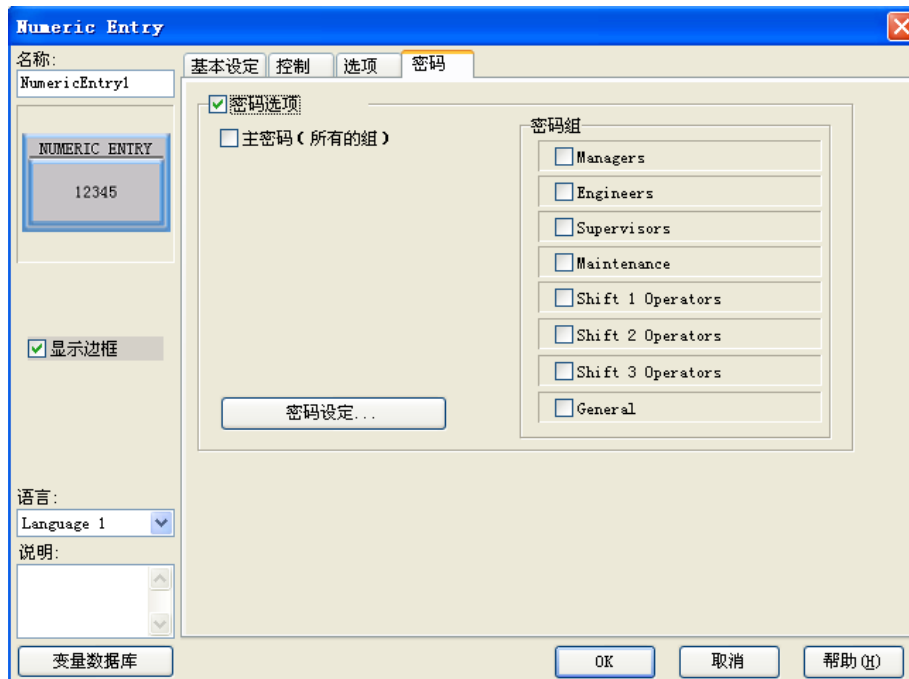 Numeric Entry
名称:
NumericEntry1
NUMERIC ENTRY
12345
显示边框
语言:
Language 1
说明:
变量数据库
基本设定 控制 选项 密码
密码选项
主密码(所有的组)
密码设定...
密码组
Managers
Engineers
Supervisors
Maintenance
Shift 1 Operators
Shift 2 Operators
Shift 3 Operators
General
OK 取消 帮助(H)